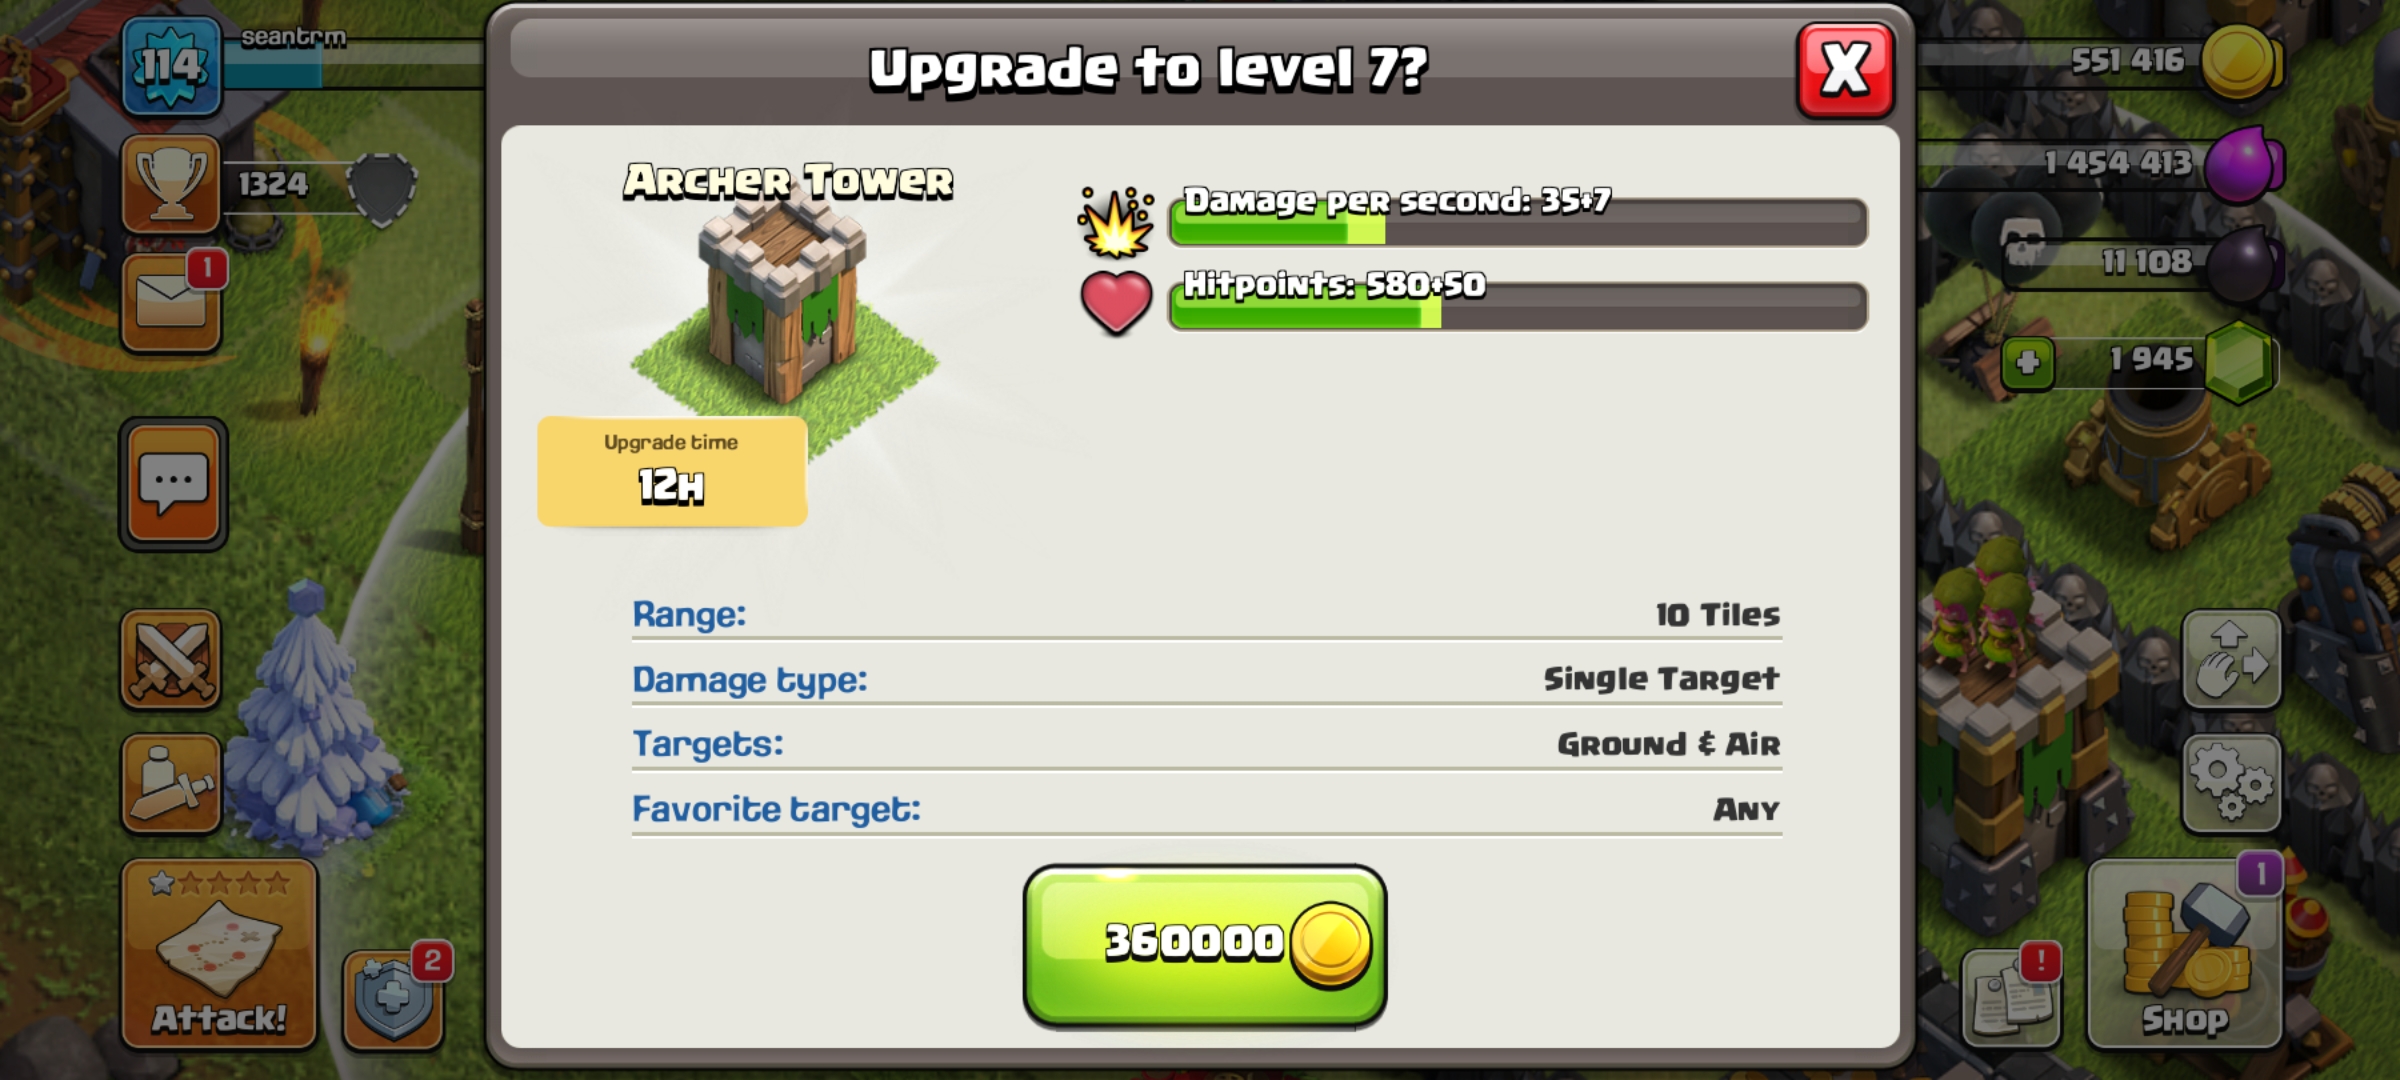 114
seantrm
1324
1
Upgrade to level 7?
X
551 416
1 454 413
11 108
1 945
Archer Tower
Damage per second: 35+7
Hitpoints: 580+50
Upgrade time
12H
Range: 10 Tiles
Damage type: Single Target
Targets: Ground & Air
Favorite target: Any
360000
Attack!
2
!
1
Shop